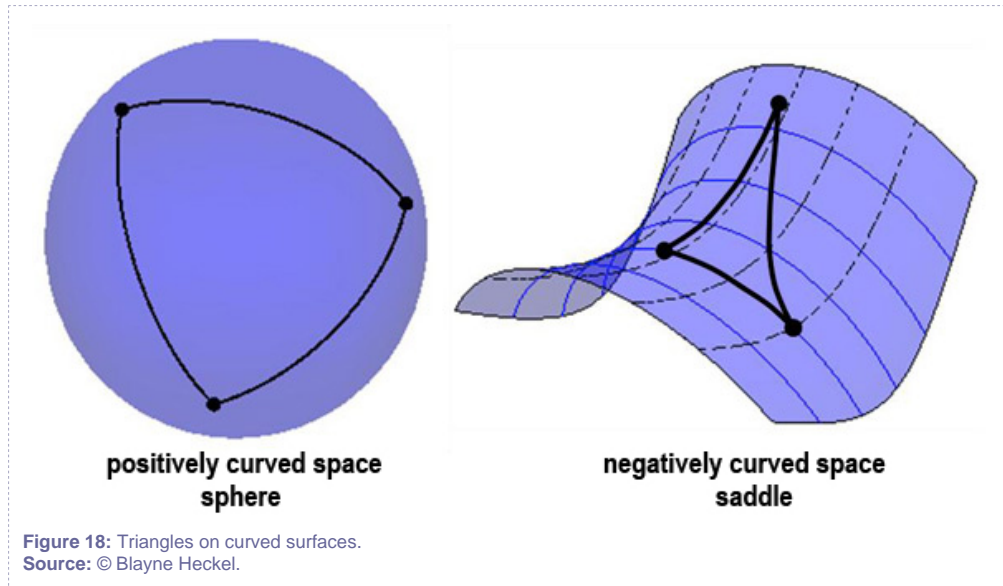 positively curved space
sphere
negatively curved space
saddle
Figure 18: Triangles on curved surfaces.
Source: © Blayne Heckel.